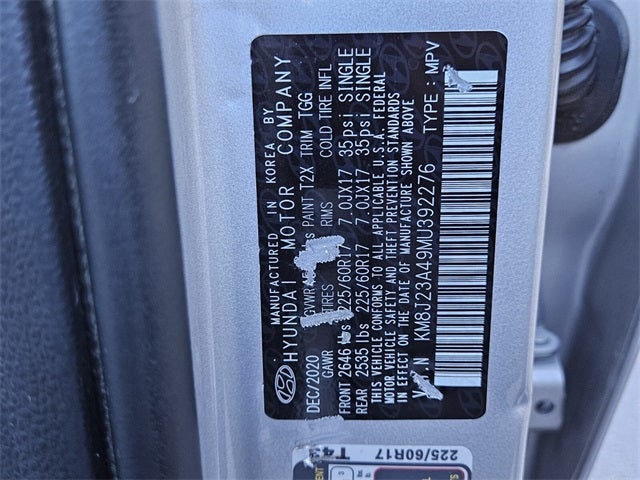 MANUFACTURED IN KOREA BY
HYUNDAI MOTOR COMPANY
DEC/2020 GVWR PAINT T2X TRIM TGG
GAWR TIRES RIMS COLD TIRE INFL
FRONT 2646 lbs 225/60R17 7.0JX17 35psi SINGLE
REAR 2535 lbs 225/60R17 7.0JX17 35psi SINGLE
THIS VEHICLE CONFORMS TO ALL APPLICABLE U.S.A. FEDERAL
MOTOR VEHICLE SAFETY AND THEFT PREVENTION STANDARDS
IN EFFECT ON THE DATE OF MANUFACTURE SHOWN ABOVE
V.I.N KM8J23A49MU392276 TYPE : MPV
T43
225/60R17